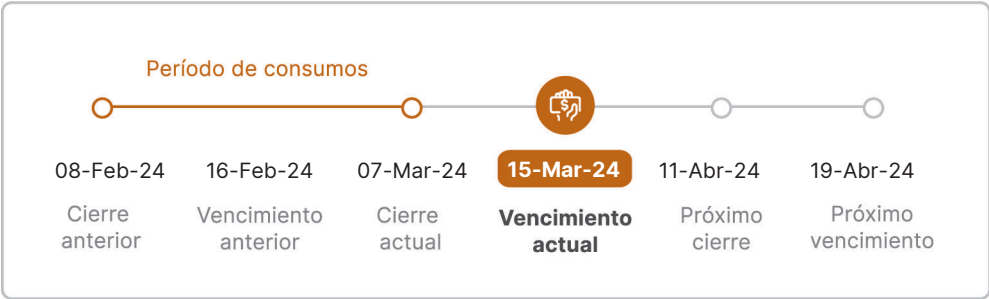 Período de consumos
$
08-Feb-24 16-Feb-24 07-Mar-24 15-Mar-24 11-Abr-24 19-Abr-24
Cierre Vencimiento Cierre Vencimiento Próximo Próximo
anterior anterior actual actual cierre vencimiento